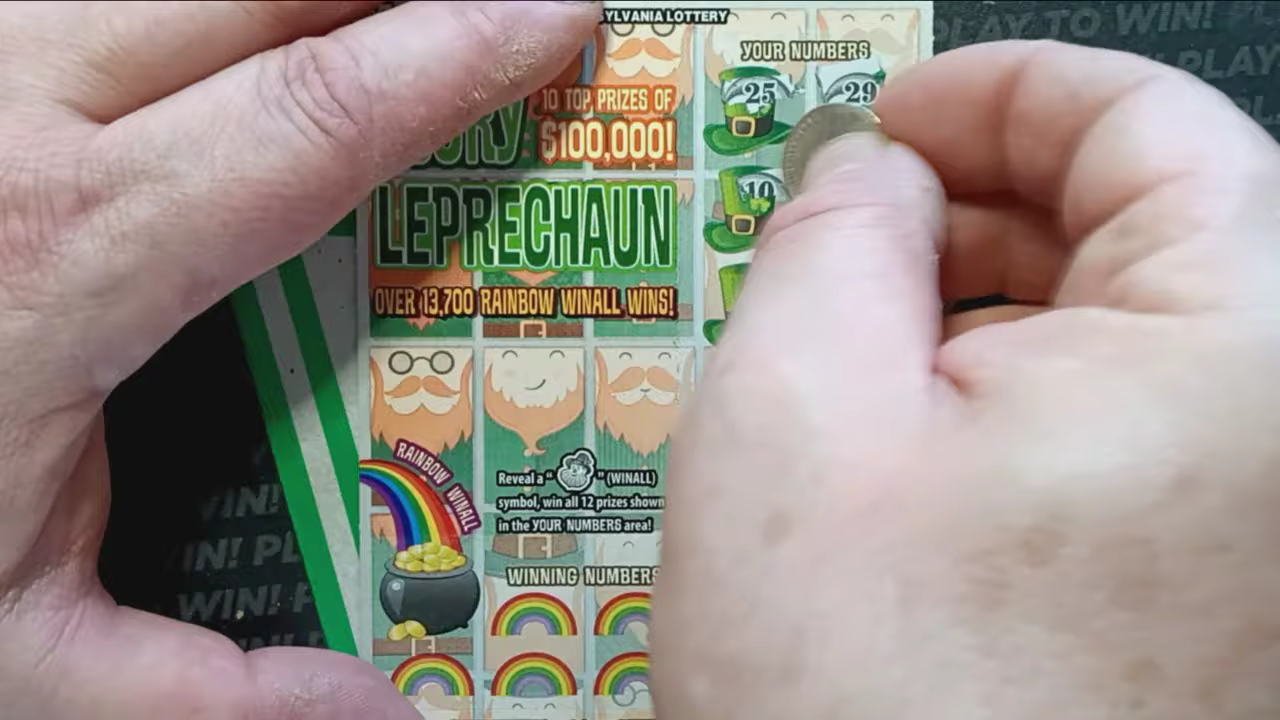 SYLVANIA LOTTERY
PLAY TO WIN!
PLAY
YOUR NUMBERS
25
29
10 TOP PRIZES OF
$100,000!
10
LEPRECHAUN
OVER 13,700 RAINBOW WINALL WINS!
RAINBOW WINALL
Reveal a " " (WINALL)
symbol, win all 12 prizes shown
in the YOUR NUMBERS area!
WINNING NUMBERS
WIN!
WIN! PL
WIN! P